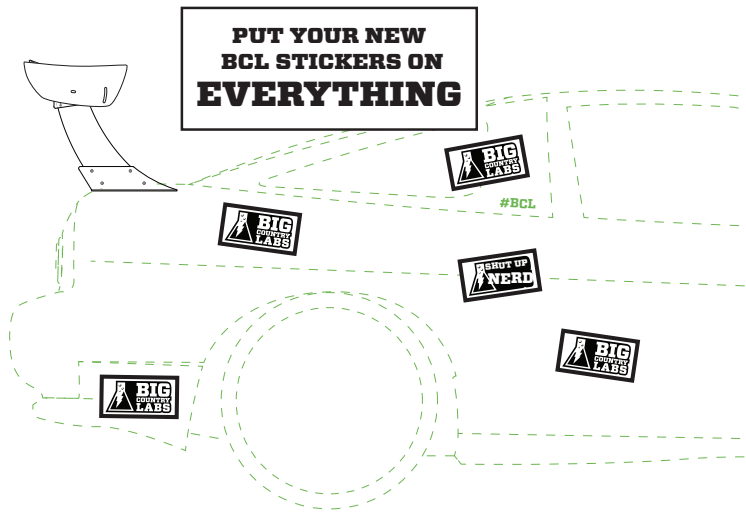 PUT YOUR NEW
BCL STICKERS ON
EVERYTHING
BIG
COUNTRY
LABS
#BCL
BIG
COUNTRY
LABS
SHUT UP
NERD
BIG
COUNTRY
LABS
BIG
COUNTRY
LABS